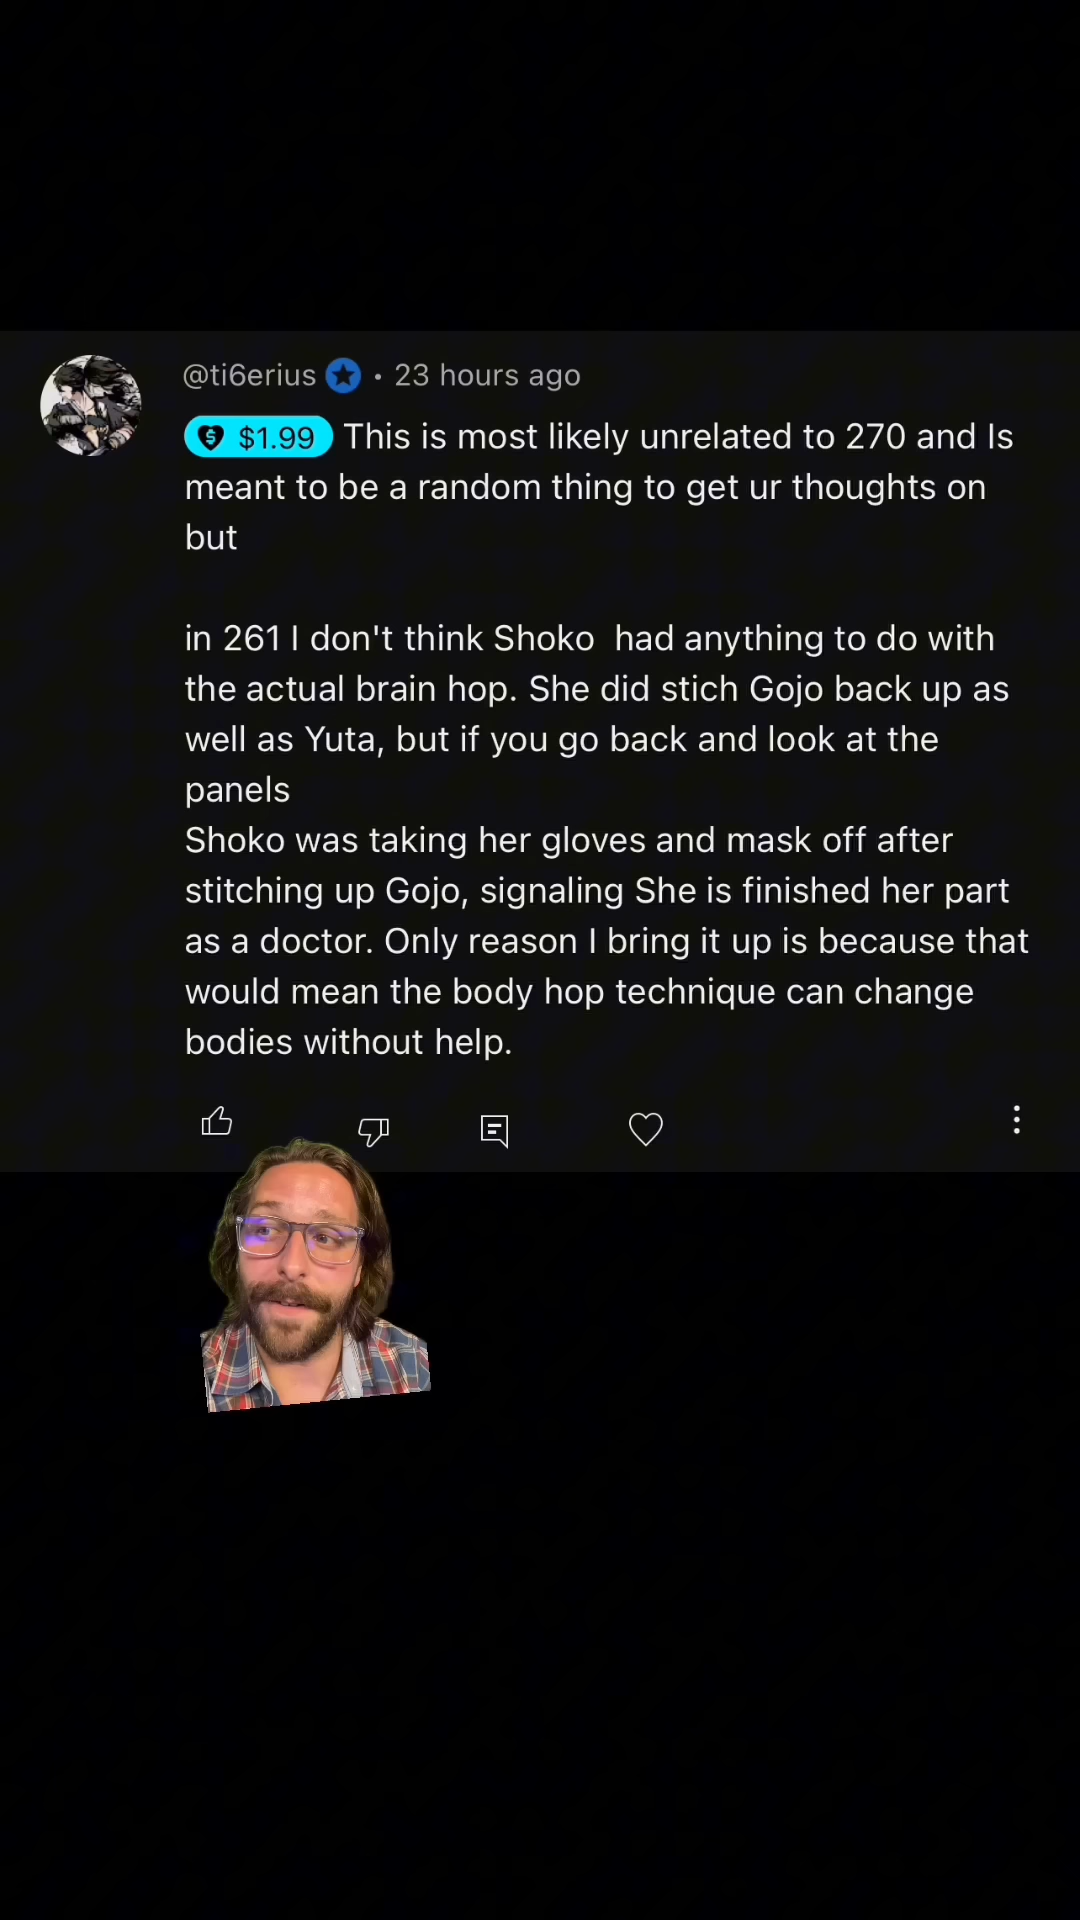 @ti6erius • 23 hours ago
$1.99 This is most likely unrelated to 270 and Is
meant to be a random thing to get ur thoughts on
but
in 261 I don't think Shoko  had anything to do with
the actual brain hop. She did stich Gojo back up as
well as Yuta, but if you go back and look at the
panels
Shoko was taking her gloves and mask off after
stitching up Gojo, signaling She is finished her part
as a doctor. Only reason I bring it up is because that
would mean the body hop technique can change
bodies without help.